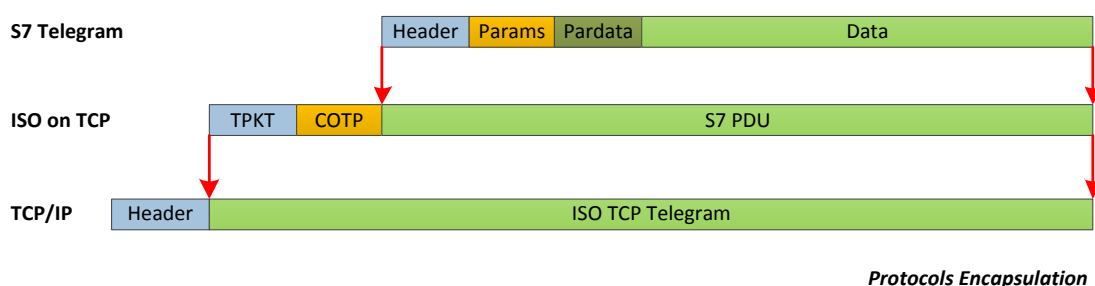 S7 Telegram Header Params Pardata Data
ISO on TCP TPKT COTP S7 PDU
TCP/IP Header ISO TCP Telegram
Protocols Encapsulation